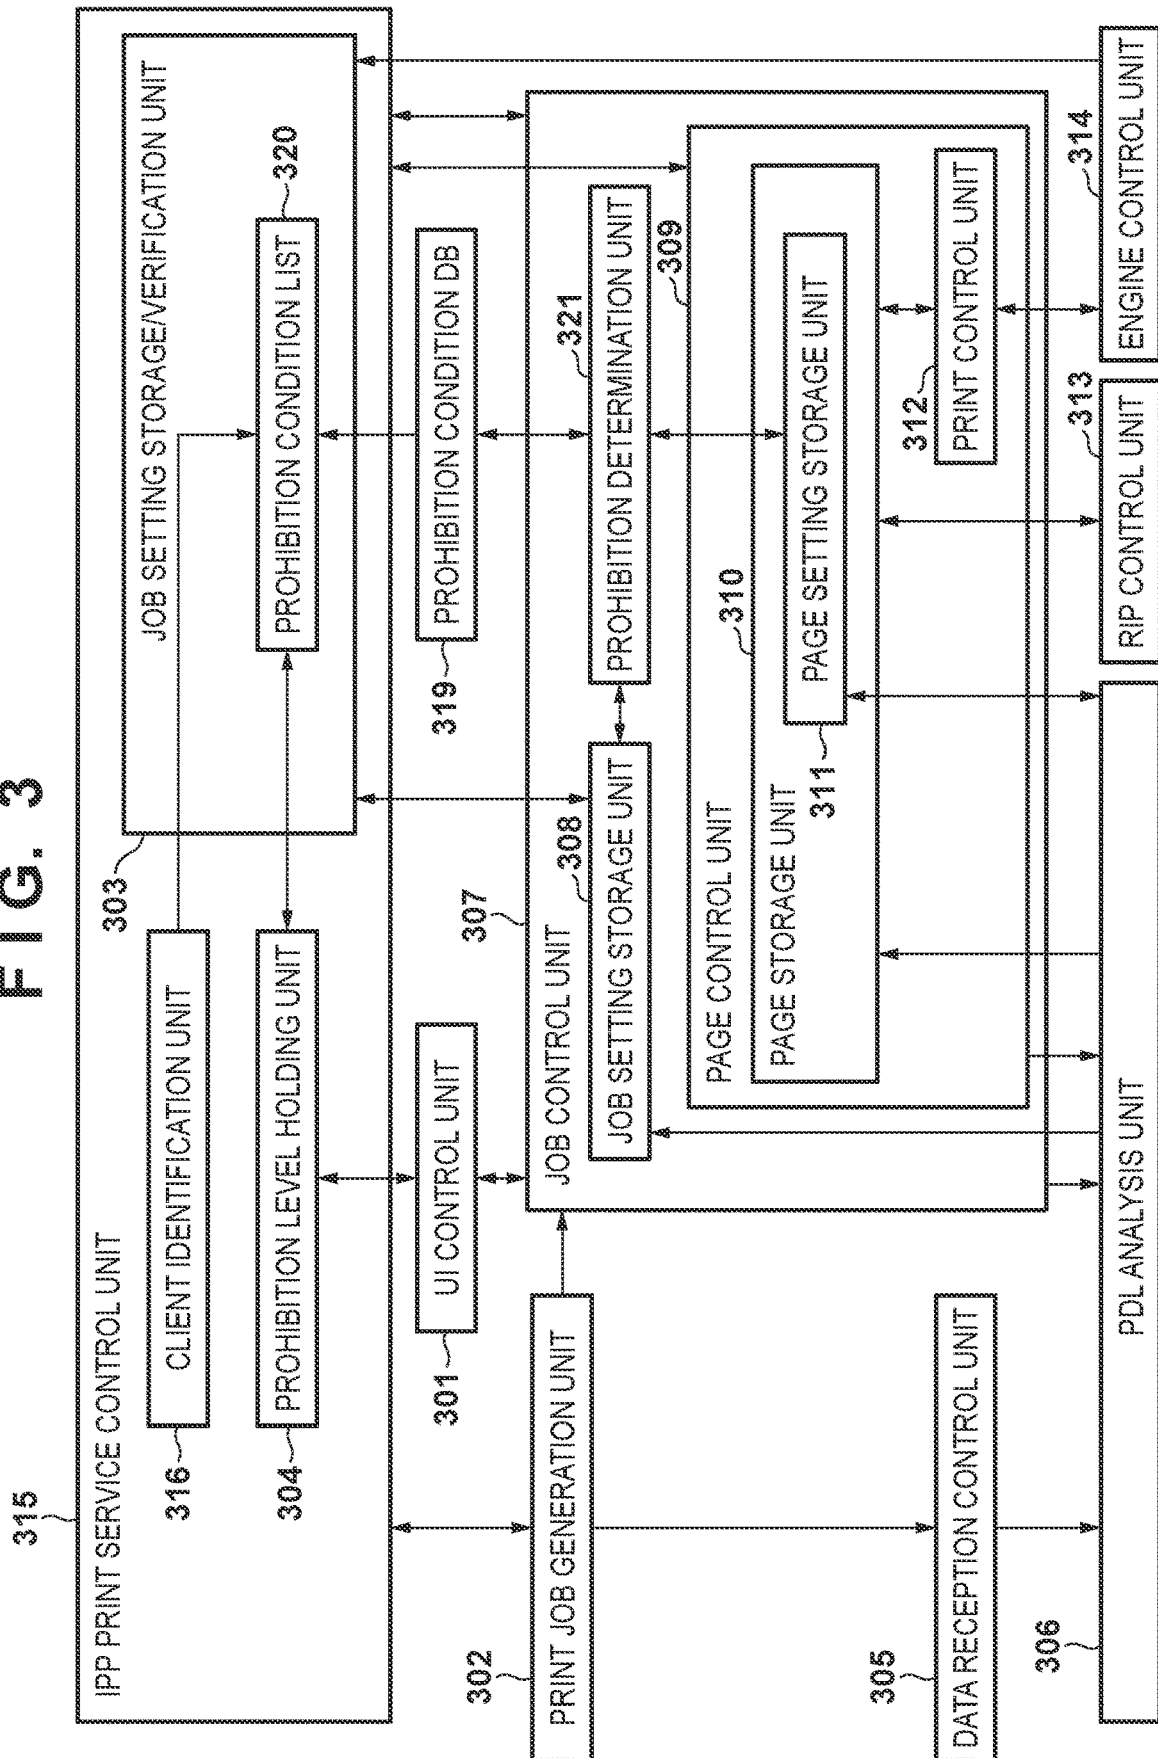 FIG. 3
315
IPP PRINT SERVICE CONTROL UNIT
316
CLIENT IDENTIFICATION UNIT
304
PROHIBITION LEVEL HOLDING UNIT
303
JOB SETTING STORAGE/VERIFICATION UNIT
320
PROHIBITION CONDITION LIST
301
UI CONTROL UNIT
319
PROHIBITION CONDITION DB
302
PRINT JOB GENERATION UNIT
307
JOB CONTROL UNIT
308
JOB SETTING STORAGE UNIT
321
PROHIBITION DETERMINATION UNIT
309
PAGE CONTROL UNIT
310
PAGE STORAGE UNIT
311
PAGE SETTING STORAGE UNIT
312
PRINT CONTROL UNIT
305
DATA RECEPTION CONTROL UNIT
306
PDL ANALYSIS UNIT
313
RIP CONTROL UNIT
314
ENGINE CONTROL UNIT